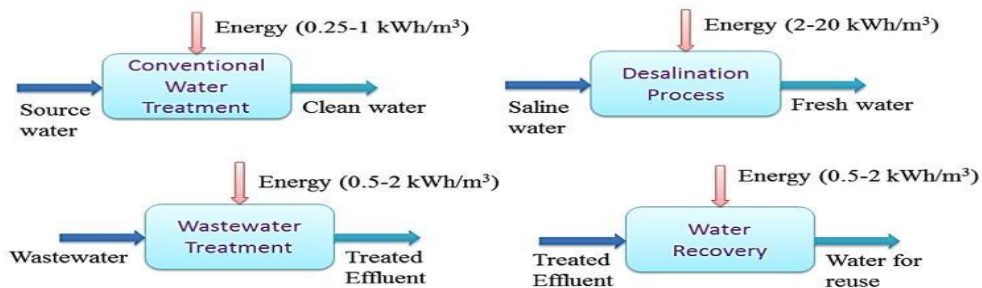 Energy (0.25-1 kWh/m³)
Conventional
Water
Treatment
Source
water
Clean water
Energy (2-20 kWh/m³)
Desalination
Process
Saline
water
Fresh water
Energy (0.5-2 kWh/m³)
Wastewater
Treatment
Wastewater
Treated
Effluent
Energy (0.5-2 kWh/m³)
Water
Recovery
Treated
Effluent
Water for
reuse